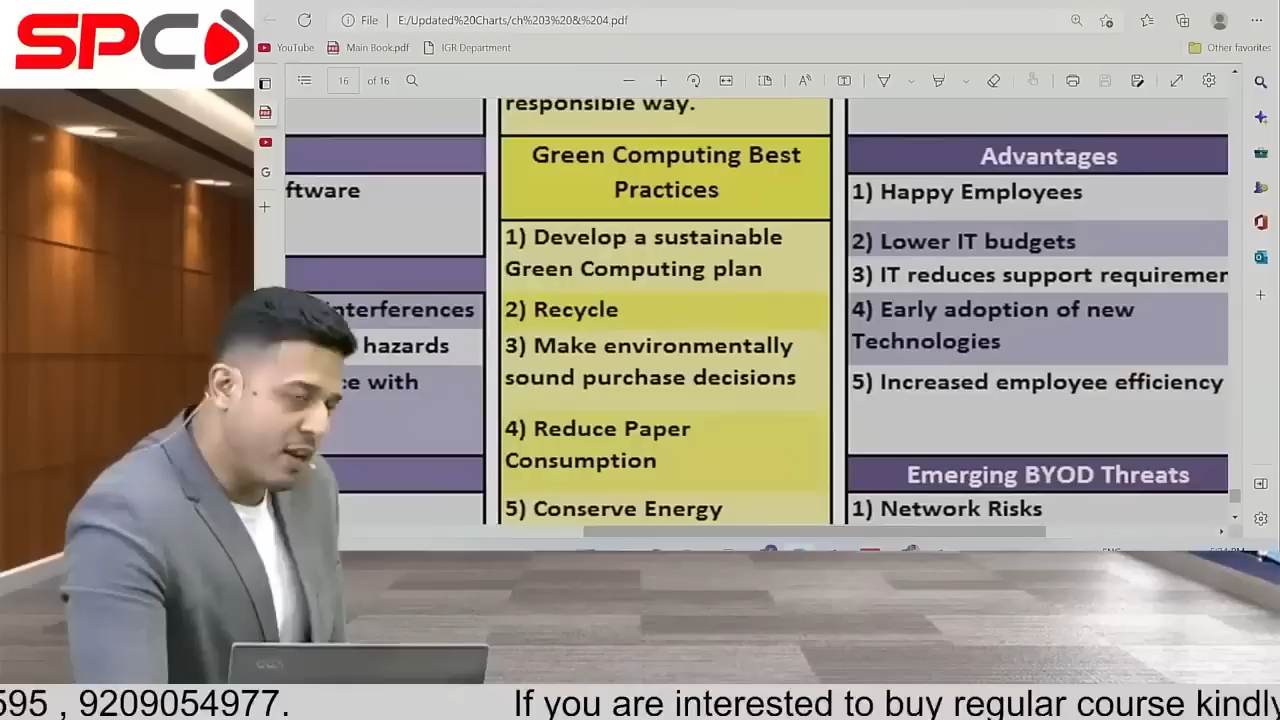 SPC
File
E:/Updated%20Charts/ch%203%20&%204.pdf
YouTube
Main Book.pdf
IGR Department
Other favorites
16 of 16
responsible way.
ftware
nterferences
hazards
ce with
Green Computing Best
Practices
1) Develop a sustainable
Green Computing plan
2) Recycle
3) Make environmentally
sound purchase decisions
4) Reduce Paper
Consumption
5) Conserve Energy
Advantages
1) Happy Employees
2) Lower IT budgets
3) IT reduces support requiremen
4) Early adoption of new
Technologies
5) Increased employee efficiency
Emerging BYOD Threats
1) Network Risks
595 , 9209054977. If you are interested to buy regular course kindly